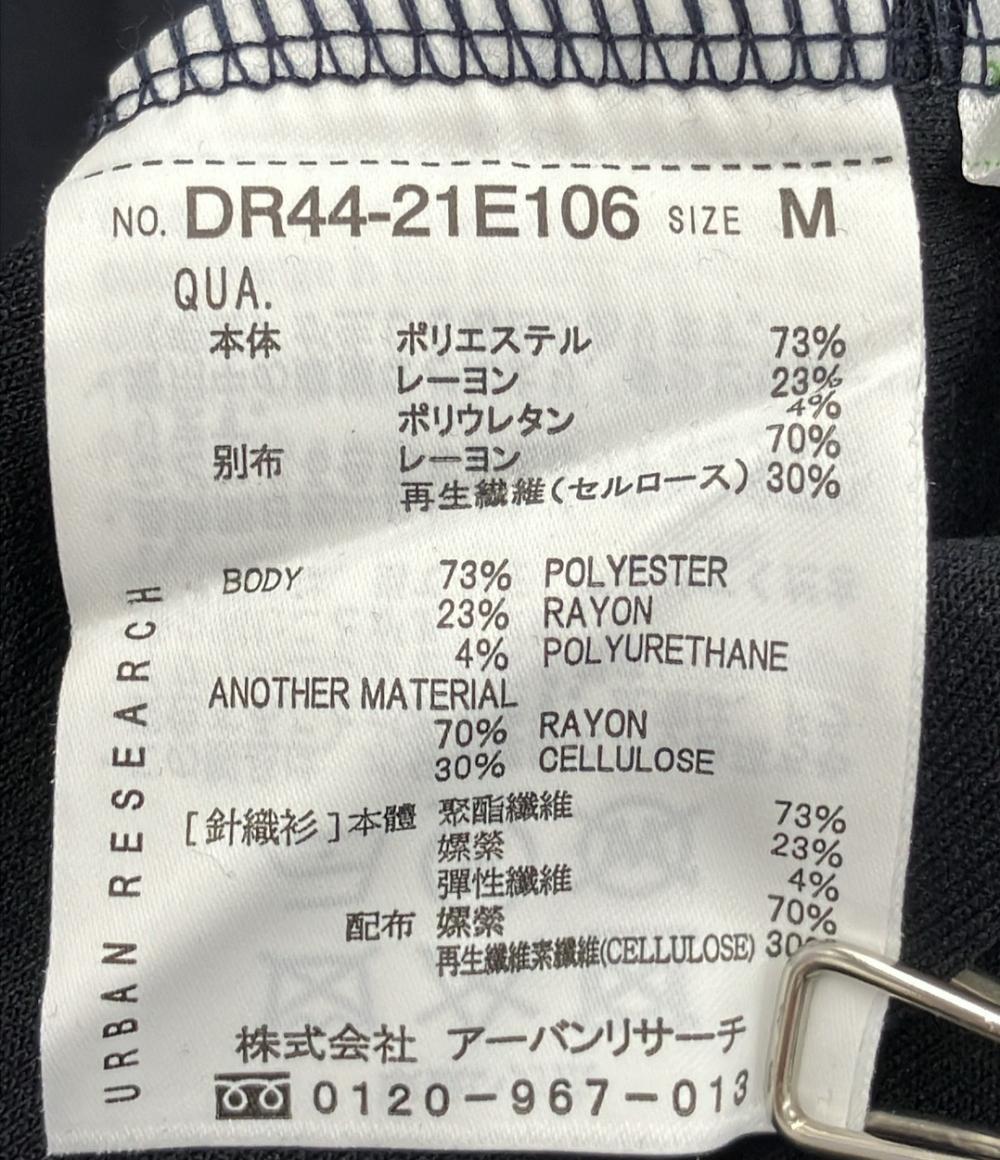 NO. DR44-21E106 SIZE M
QUA.
本体 ポリエステル 73%
レーヨン 23%
ポリウレタン 4%
別布 レーヨン 70%
再生繊維(セルロース) 30%
BODY 73% POLYESTER
23% RAYON
4% POLYURETHANE
ANOTHER MATERIAL
70% RAYON
30% CELLULOSE
[針織衫]本體 聚酯纖維 73%
嫘縈 23%
彈性纖維 4%
配布 嫘縈 70%
再生纖維素纖維(CELLULOSE) 30%
株式会社 アーバンリサーチ
0120-967-013
URBAN RESEARCH